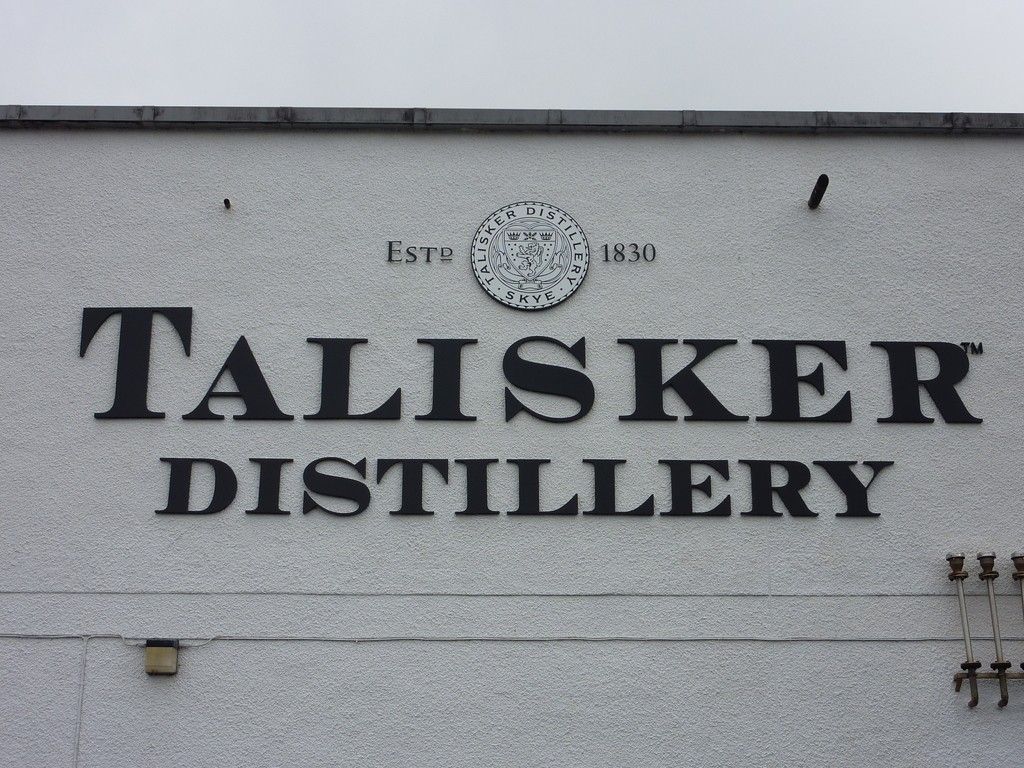 ESTD 1830
TALISKER DISTILLERY
· SKYE ·
TALISKER™
DISTILLERY